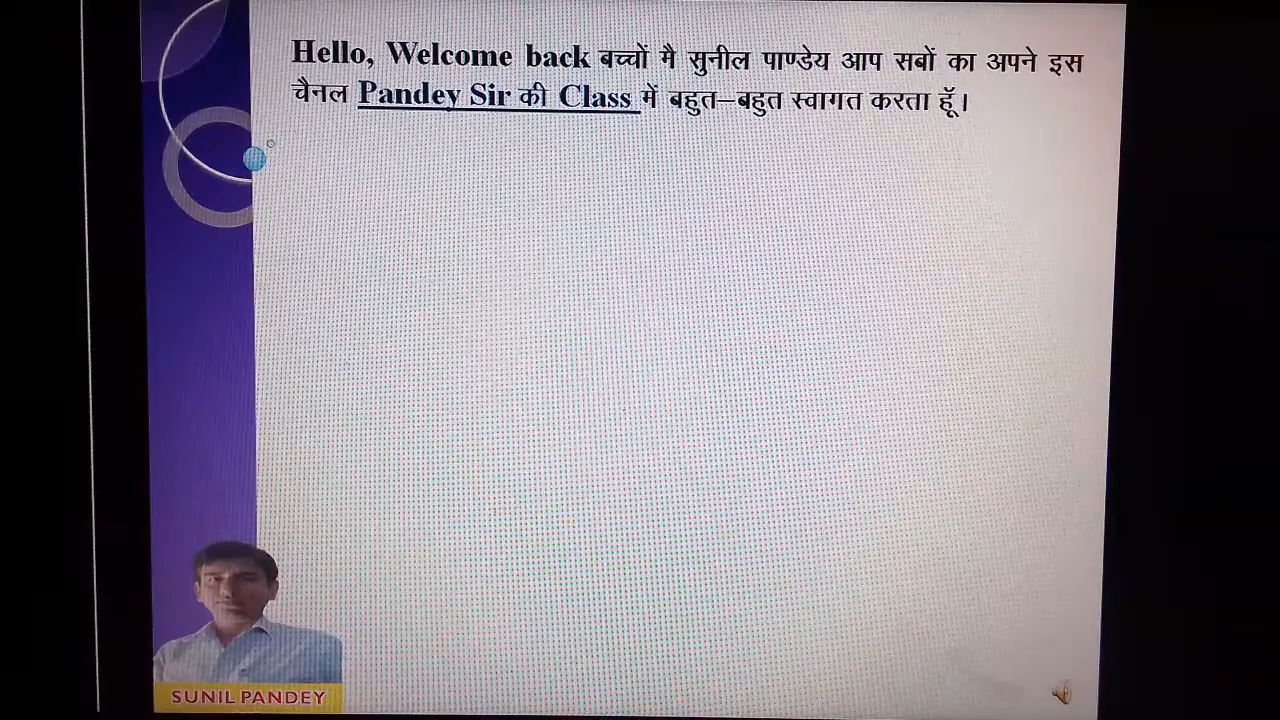 Hello, Welcome back बच्चों मै सुनील पाण्डेय आप सबों का अपने इस
चैनल Pandey Sir की Class में बहुत–बहुत स्वागत करता हूॅ।
SUNIL PANDEY